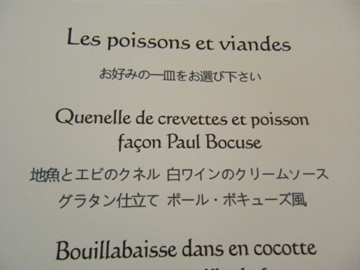 Les poissons et viandes
お好みの一皿をお選び下さい
Quenelle de crevettes et poisson
façon Paul Bocuse
地魚とエビのクネル 白ワインのクリームソース
グラタン仕立て ポール・ボキューズ風
Bouillabaisse dans en cocotte